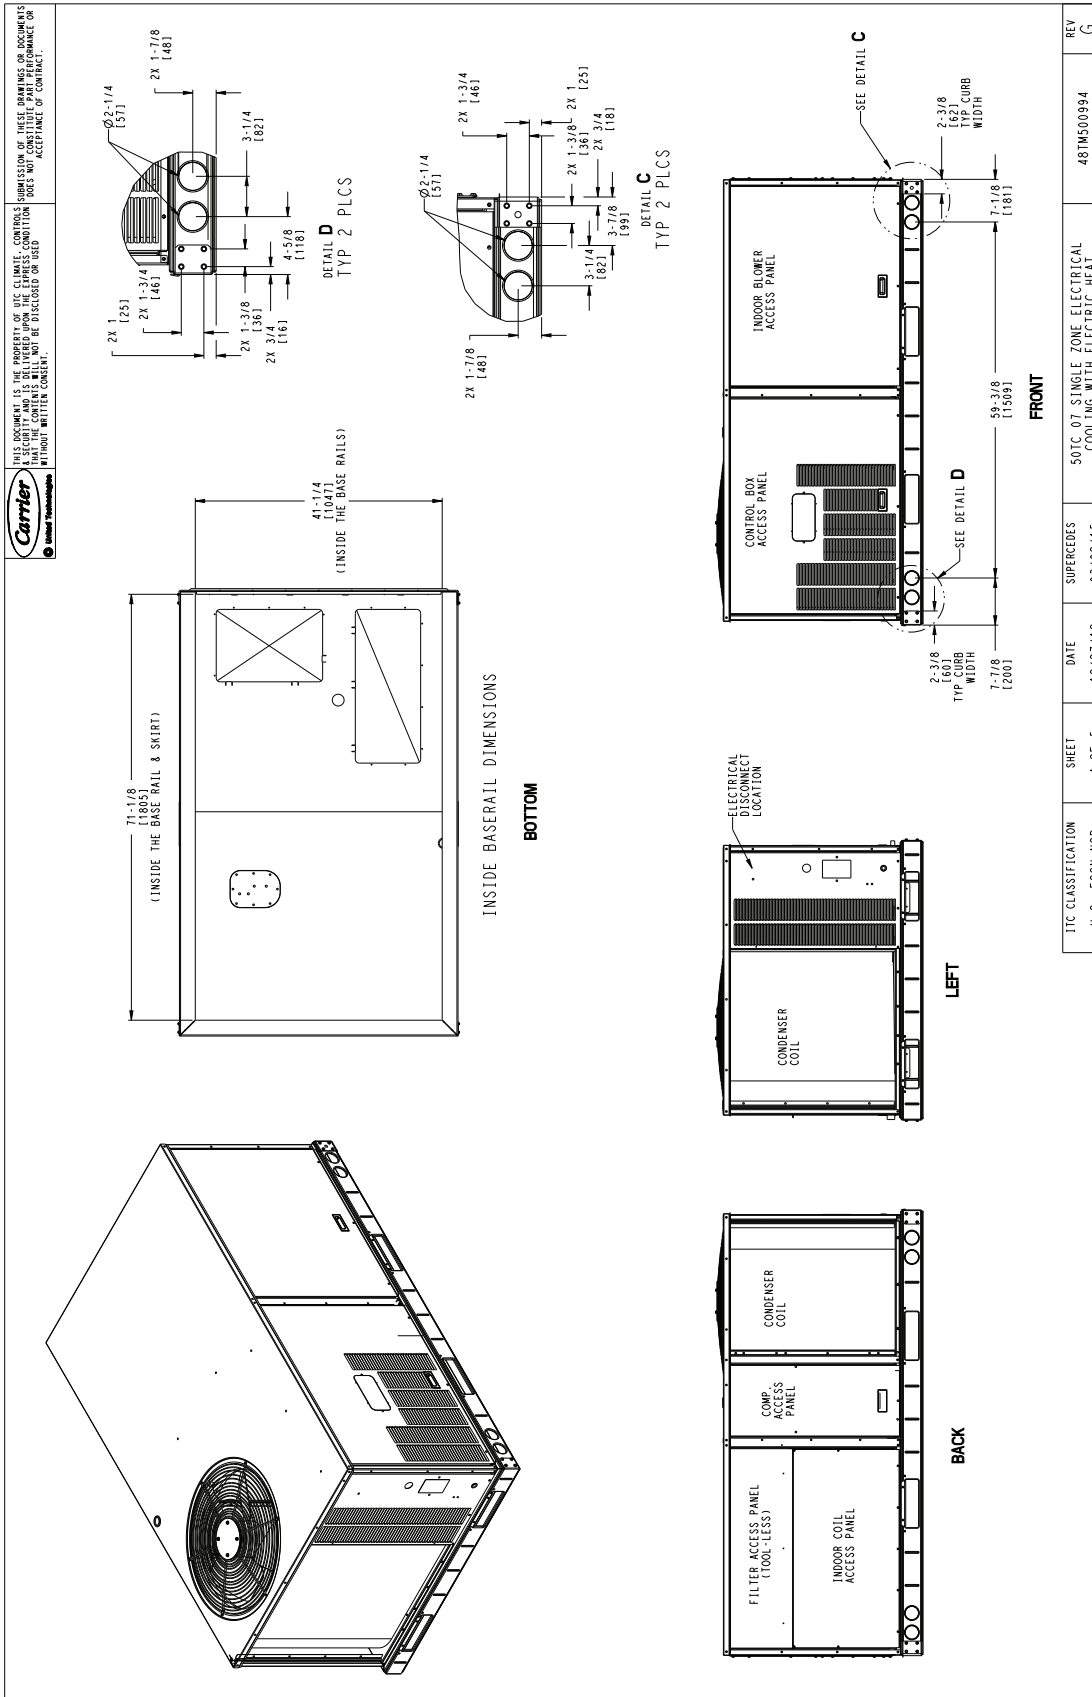 Carrier
United Technologies
THIS DOCUMENT IS THE PROPERTY OF UTC CLIMATE, CONTROLS
& SECURITY AND IS DELIVERED UPON THE EXPRESS CONDITION
THAT THE CONTENTS WILL NOT BE DISCLOSED OR USED
WITHOUT WRITTEN CONSENT.
SUBMISSION OF THESE DRAWINGS OR DOCUMENTS
DOES NOT CONSTITUTE PART PERFORMANCE OR
ACCEPTANCE OF CONTRACT.
71-1/8
[1805]
(INSIDE THE BASE RAIL & SKIRT)
41-1/4
[1047]
(INSIDE THE BASE RAILS)
INSIDE BASERAIL DIMENSIONS
BOTTOM
2X 1
[25]
2X 1-3/4
[46]
2X 1-3/8
[36]
2X 3/4
[16]
Ø2-1/4
[57]
2X 1-7/8
[48]
3-1/4
[82]
4-5/8
[118]
DETAIL D
TYP 2 PLCS
2X 1-7/8
[48]
Ø2-1/4
[57]
2X 1-3/4
[46]
2X 1
[25]
2X 1-3/8
[36]
2X 3/4
[18]
3-7/8
[99]
3-1/4
[82]
DETAIL C
TYP 2 PLCS
FILTER ACCESS PANEL
(TOOL-LESS)
INDOOR COIL
ACCESS PANEL
COMP.
ACCESS
PANEL
CONDENSER
COIL
BACK
CONDENSER
COIL
ELECTRICAL
DISCONNECT
LOCATION
LEFT
CONTROL BOX
ACCESS PANEL
INDOOR BLOWER
ACCESS PANEL
SEE DETAIL C
SEE DETAIL D
2-3/8
[60]
TYP CURB
WIDTH
7-7/8
[200]
59-3/8
[1509]
2-3/8
[62]
TYP CURB
WIDTH
7-1/8
[181]
FRONT
ITC CLASSIFICATION
SHEET
DATE
SUPERCEDES
50TC 07 SINGLE ZONE ELECTRICAL
COOLING WITH ELECTRIC HEAT
48TM500994
REV
G